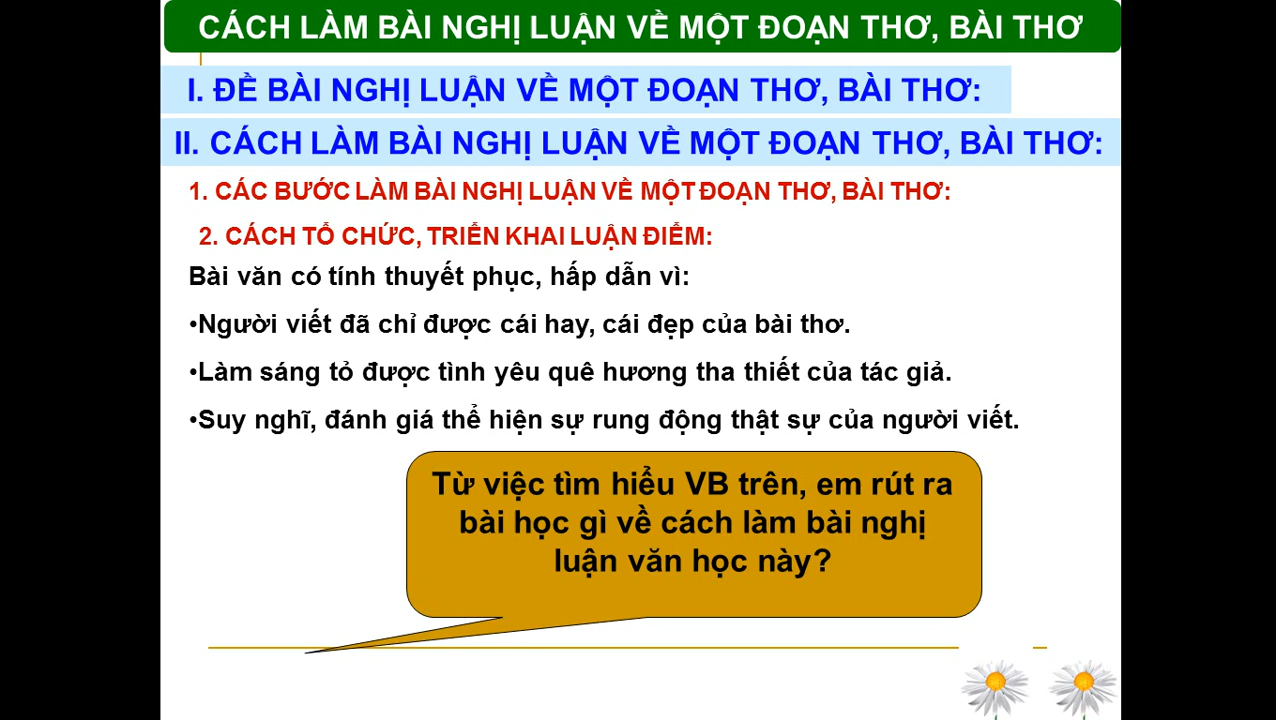 CÁCH LÀM BÀI NGHỊ LUẬN VỀ MỘT ĐOẠN THƠ, BÀI THƠ
I. ĐỀ BÀI NGHỊ LUẬN VỀ MỘT ĐOẠN THƠ, BÀI THƠ:
II. CÁCH LÀM BÀI NGHỊ LUẬN VỀ MỘT ĐOẠN THƠ, BÀI THƠ:
1. CÁC BƯỚC LÀM BÀI NGHỊ LUẬN VỀ MỘT ĐOẠN THƠ, BÀI THƠ:
2. CÁCH TỔ CHỨC, TRIỂN KHAI LUẬN ĐIỂM:
Bài văn có tính thuyết phục, hấp dẫn vì:
•Người viết đã chỉ được cái hay, cái đẹp của bài thơ.
•Làm sáng tỏ được tình yêu quê hương tha thiết của tác giả.
•Suy nghĩ, đánh giá thể hiện sự rung động thật sự của người viết.
Từ việc tìm hiểu VB trên, em rút ra
bài học gì về cách làm bài nghị
luận văn học này?